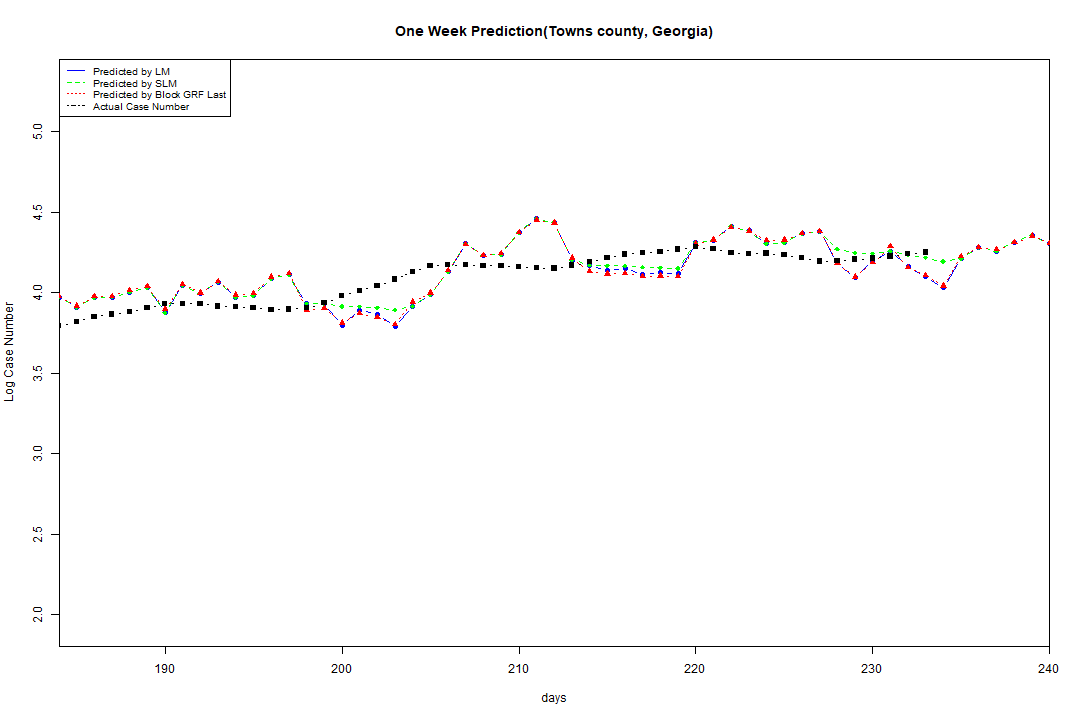 One Week Prediction(Towns county, Georgia)
Predicted by LM
Predicted by SLM
Predicted by Block GRF Last
Actual Case Number
5.0
4.5
4.0
3.5
3.0
2.5
2.0
Log Case Number
190 200 210 220 230 240
days